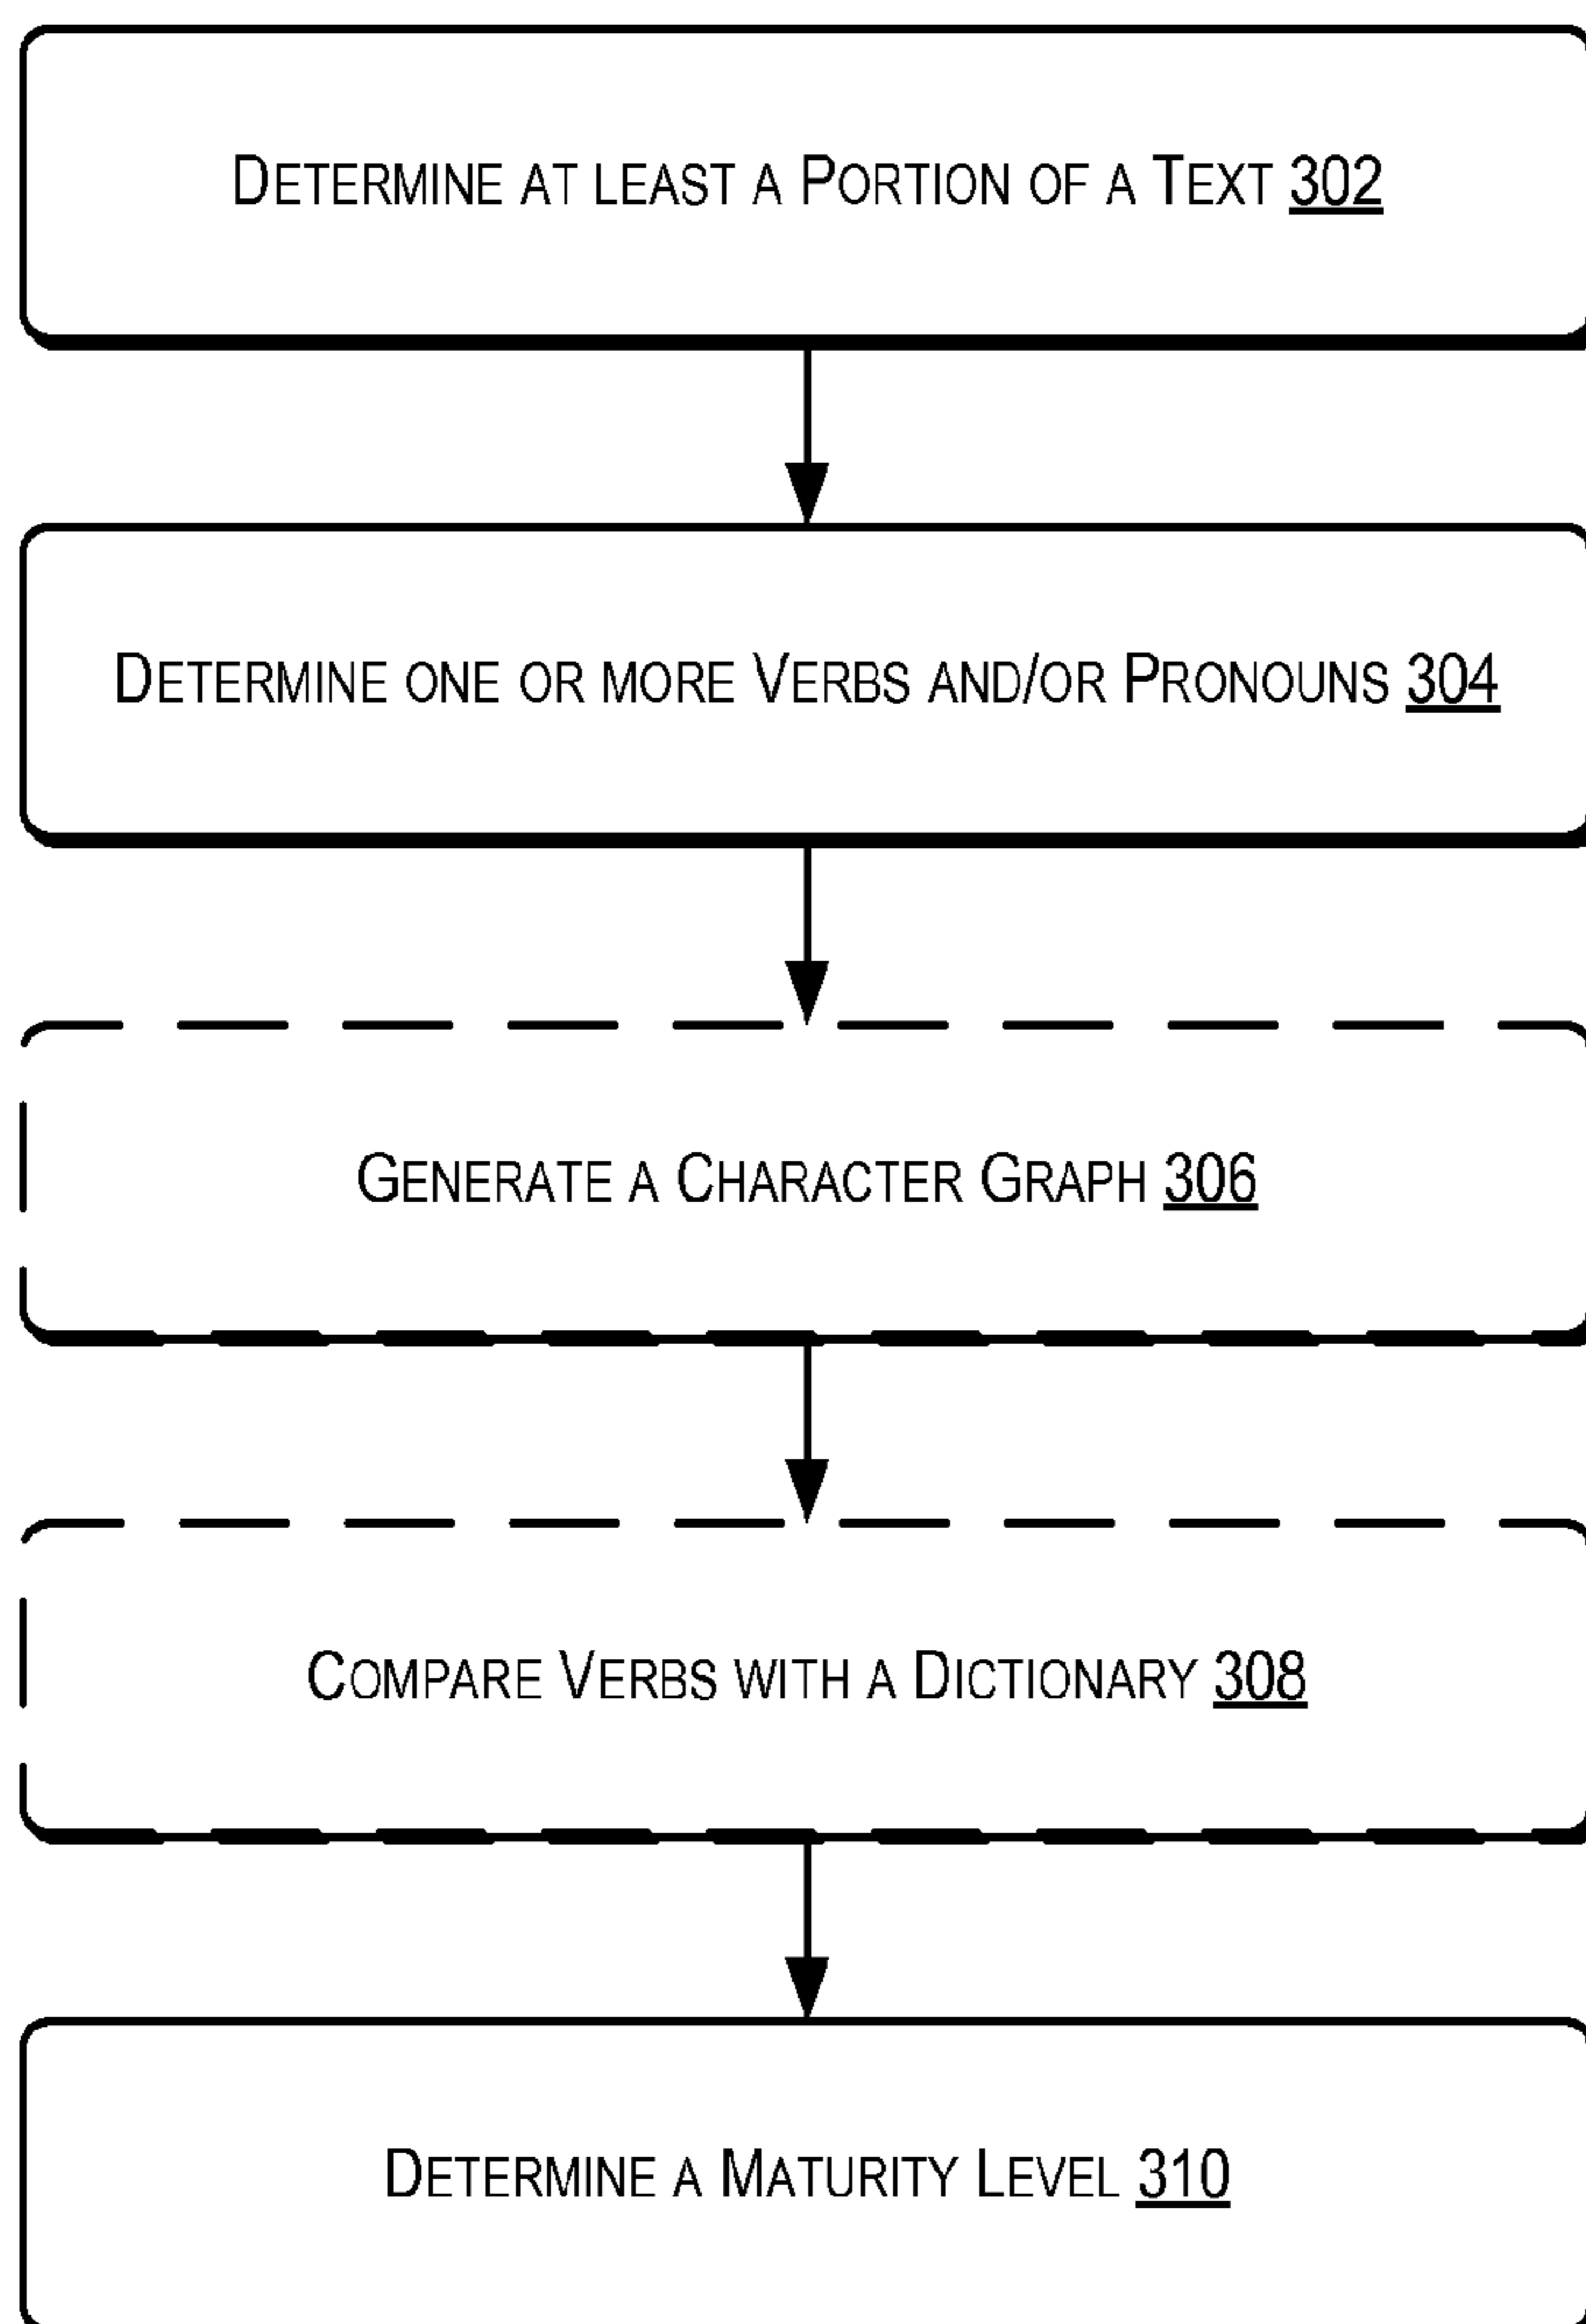 Determine at least a Portion of a Text 302
Determine one or more Verbs and/or Pronouns 304
Generate a Character Graph 306
Compare Verbs with a Dictionary 308
Determine a Maturity Level 310